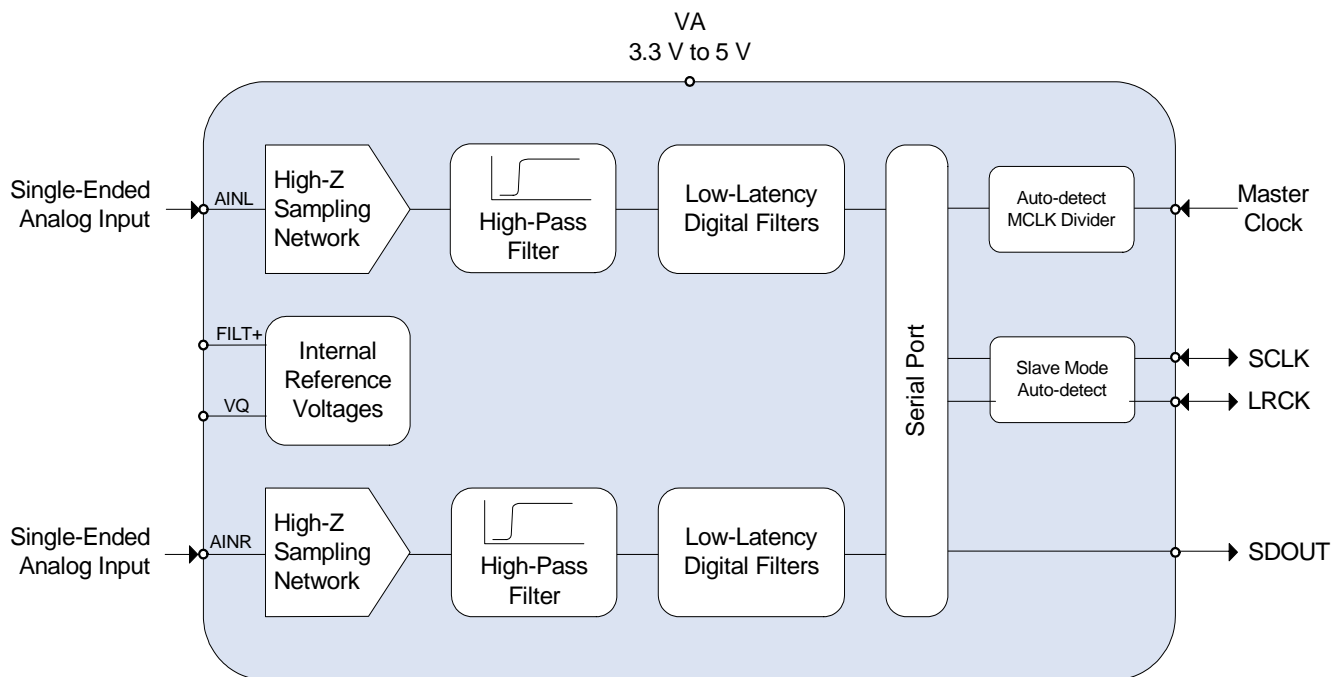 VA
3.3 V to 5 V
Single-Ended
Analog Input
AINL
High-Z
Sampling
Network
High-Pass
Filter
Low-Latency
Digital Filters
Serial Port
Auto-detect
MCLK Divider
Master
Clock
FILT+
VQ
Internal
Reference
Voltages
Slave Mode
Auto-detect
SCLK
LRCK
Single-Ended
Analog Input
AINR
High-Z
Sampling
Network
High-Pass
Filter
Low-Latency
Digital Filters
SDOUT